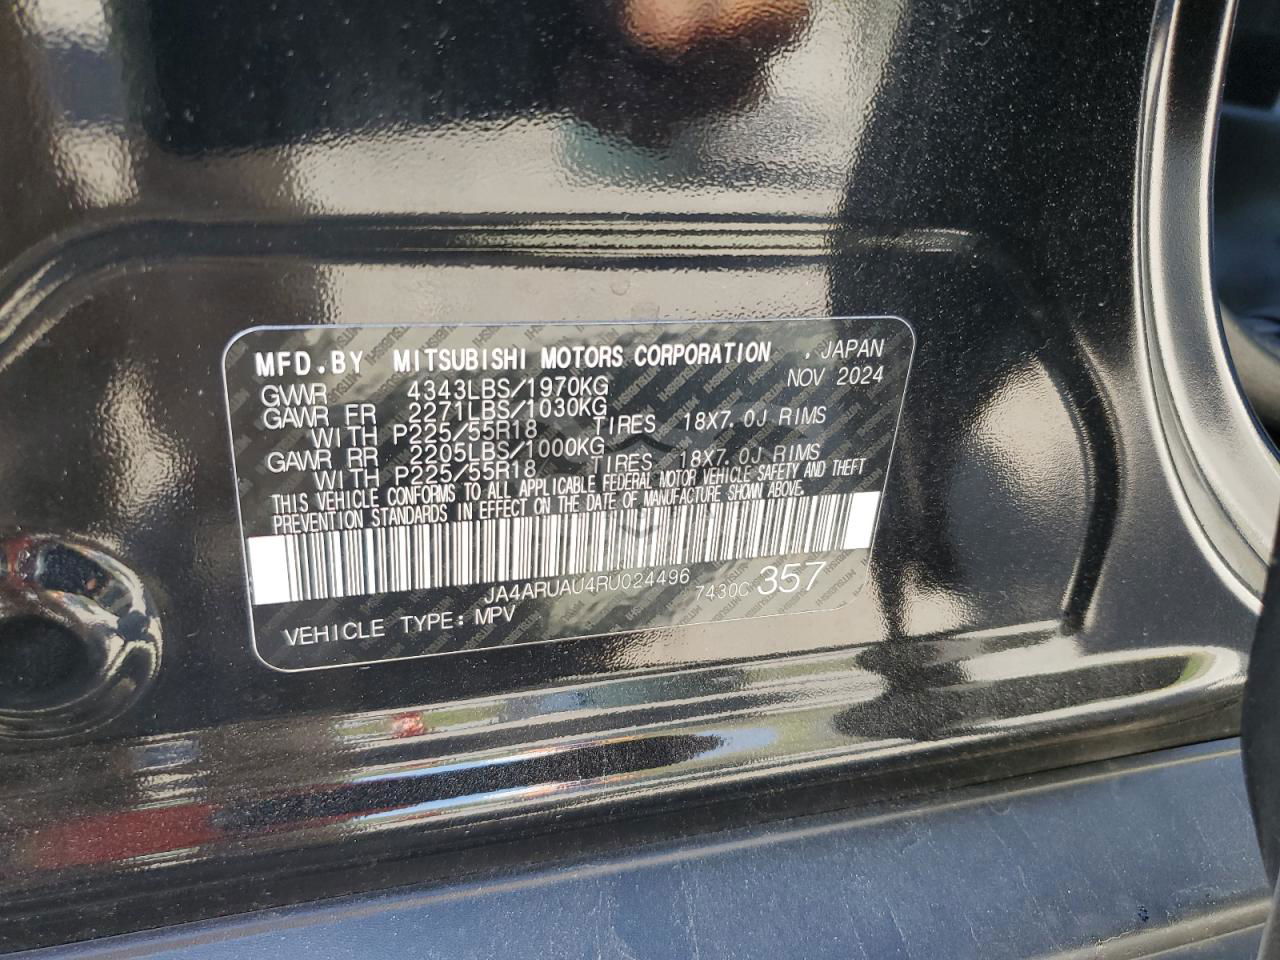 MFD.BY MITSUBISHI MOTORS CORPORATION . JAPAN
NOV 2024
GVWR 4343LBS/1970KG
GAWR FR 2271LBS/1030KG
WITH P225/55R18 TIRES 18X7.0J RIMS
GAWR RR 2205LBS/1000KG
WITH P225/55R18 TIRES 18X7.0J RIMS
THIS VEHICLE CONFORMS TO ALL APPLICABLE FEDERAL MOTOR VEHICLE SAFETY AND THEFT
PREVENTION STANDARDS IN EFFECT ON THE DATE OF MANUFACTURE SHOWN ABOVE.
JA4ARUAU4RU024496 7430C 357
VEHICLE TYPE: MPV